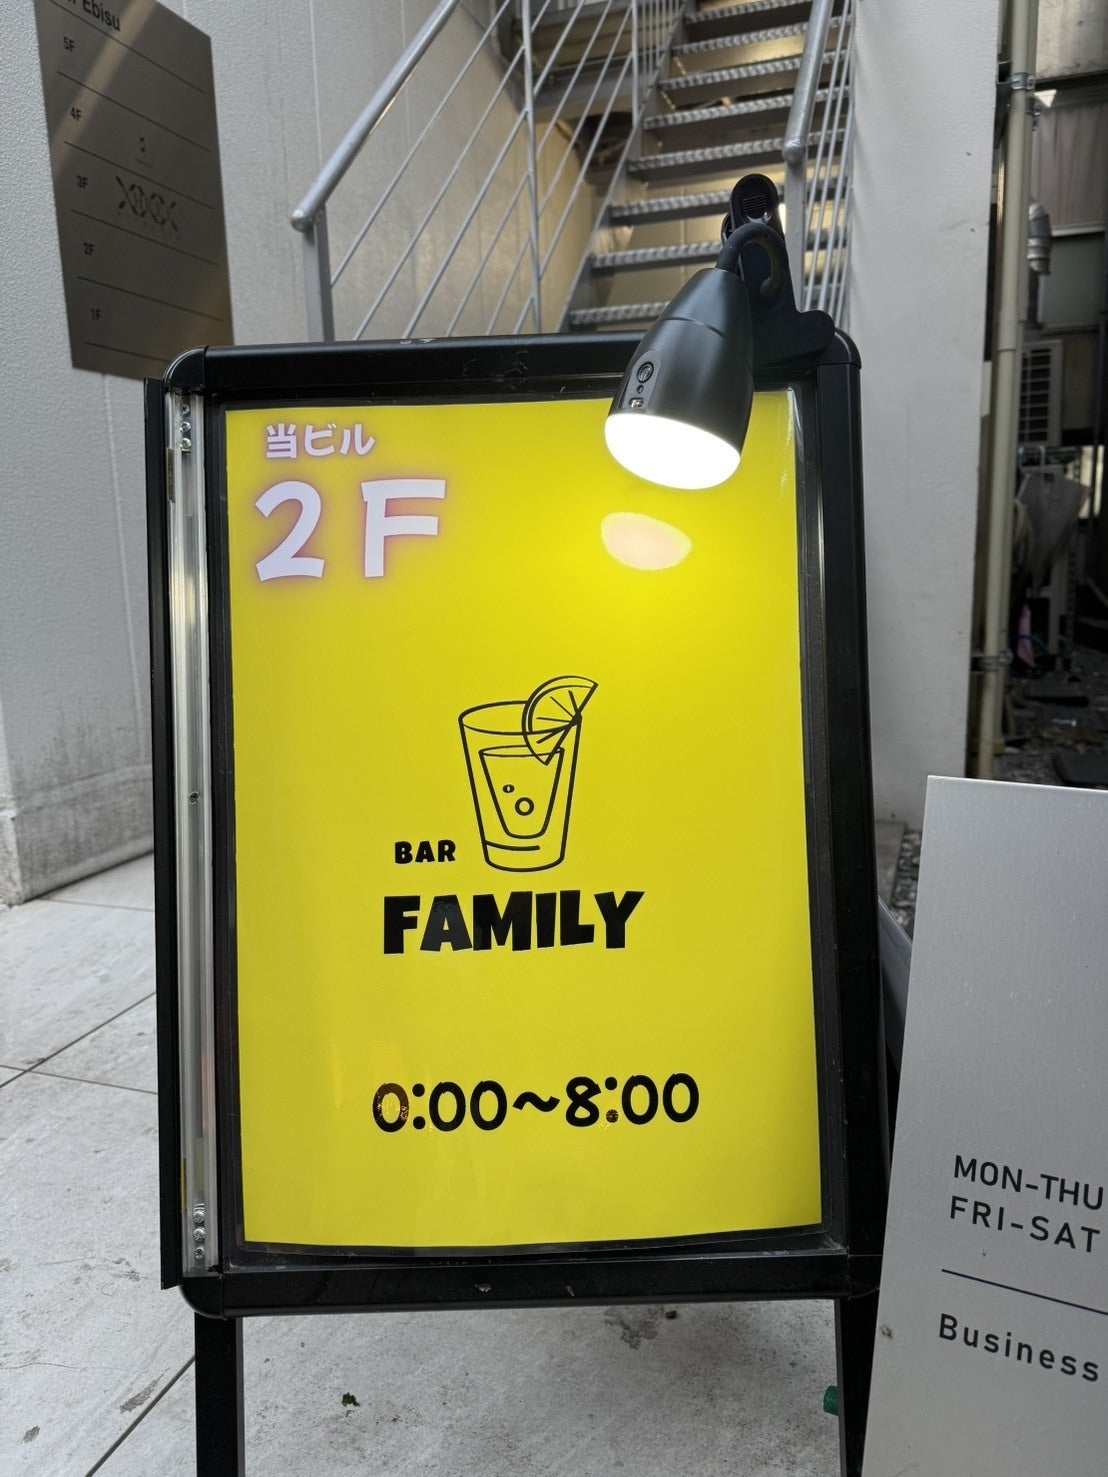 Ebisu
5F
4F
3F
2F
1F
当ビル
2F
BAR
FAMILY
0:00~8:00
MON-THU
FRI-SAT
Business